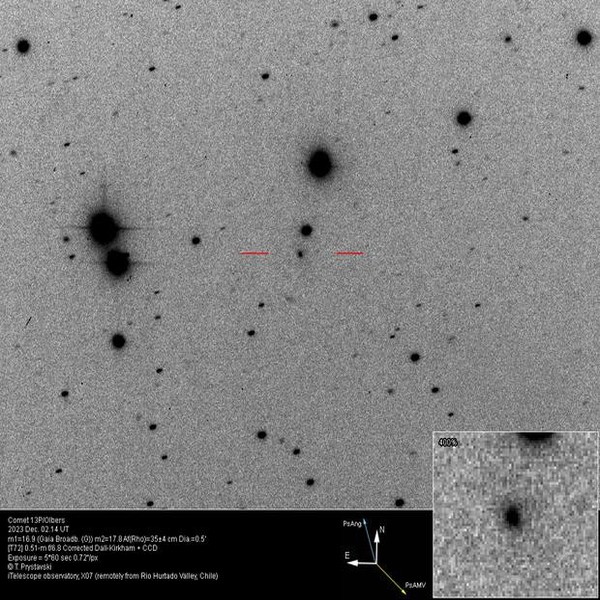 400%
Comet 13P/Olbers
2023 Dec. 02.14 UT
m1=16.9 (Gaia Broadb. (G)) m2=17.8 Af(Rho)=35±4 cm Dia.=0.5'
[T72] 0.51-m f/6.8 Corrected Dall-Kirkham + CCD
Exposure = 5*60 sec 0.72"/px
© T. Prystavski
iTelescope observatory, X07 (remotely from Rio Hurtado Valley, Chile)
PsAng
N
E
PsAMV